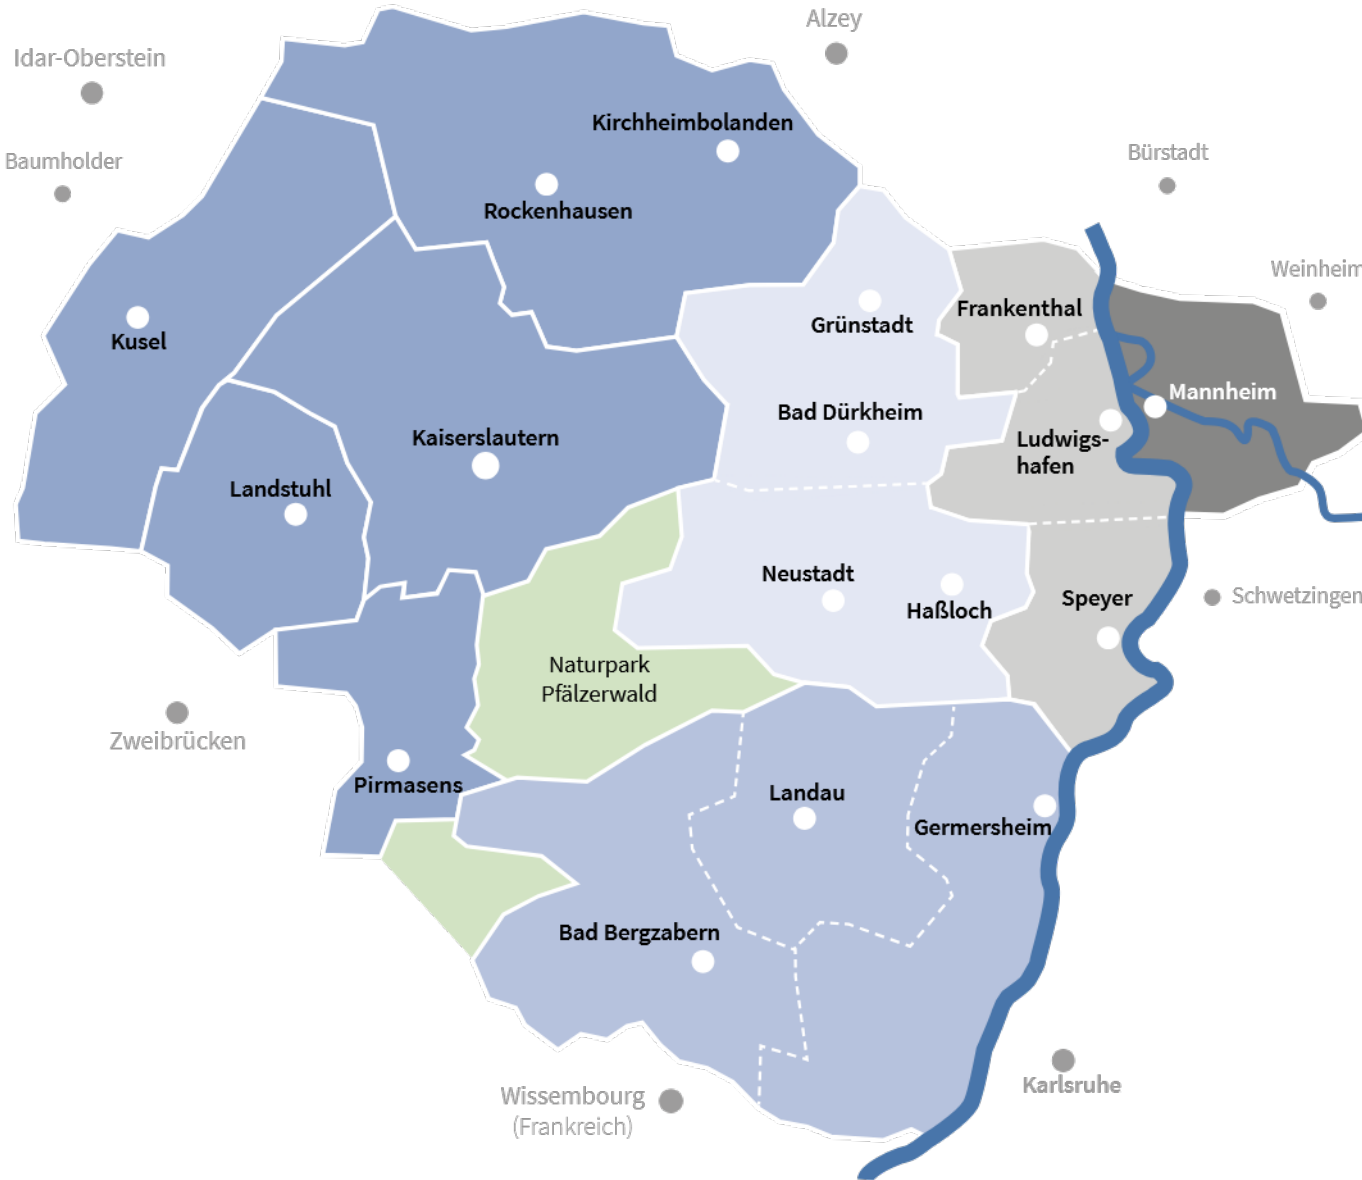 Alzey
Idar-Oberstein
Kirchheimbolanden
Bürstadt
Baumholder
Rockenhausen
Weinheim
Frankenthal
Grünstadt
Kusel
Mannheim
Bad Dürkheim
Kaiserslautern
Ludwigs-
hafen
Landstuhl
Neustadt
Schwetzingen
Speyer
Haßloch
Naturpark
Pfälzerwald
Zweibrücken
Pirmasens
Landau
Germersheim
Bad Bergzabern
Karlsruhe
Wissembourg
(Frankreich)